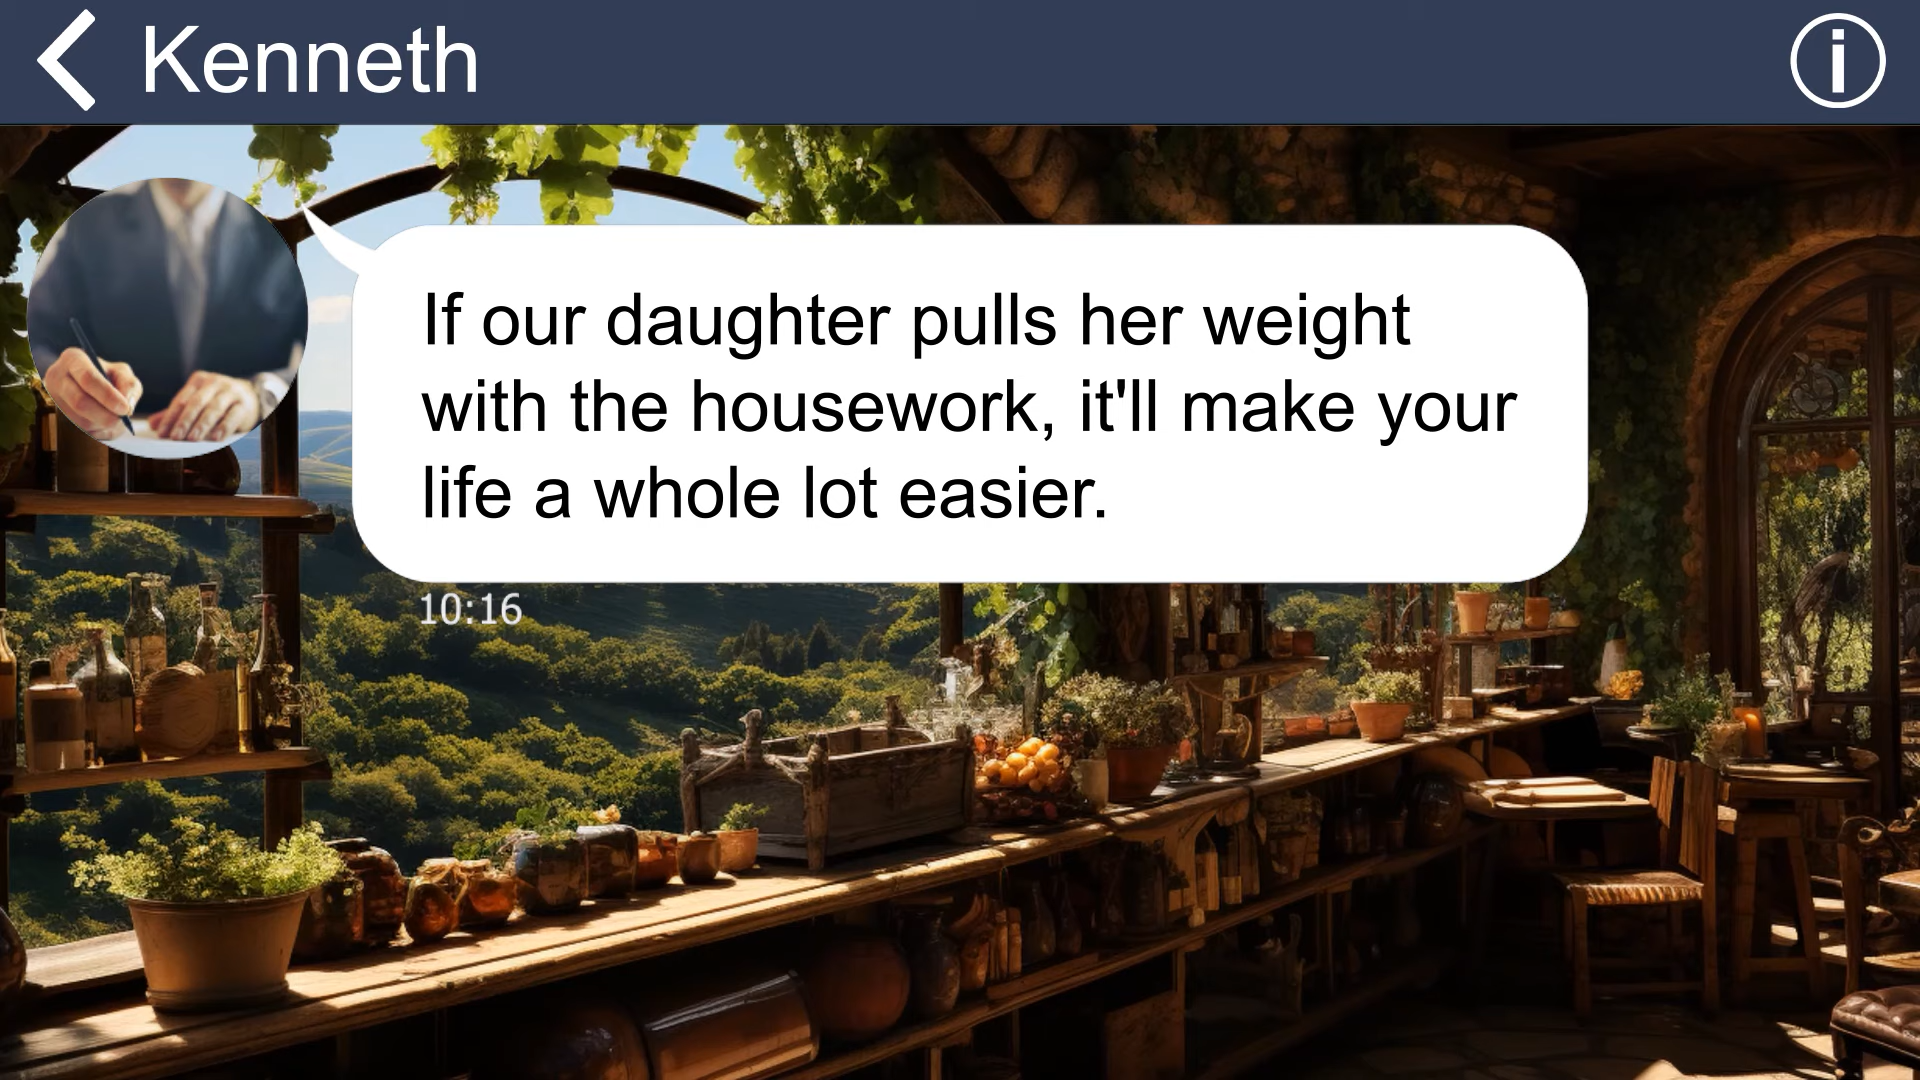 Kenneth
If our daughter pulls her weight
with the housework, it'll make your
life a whole lot easier.
10:16